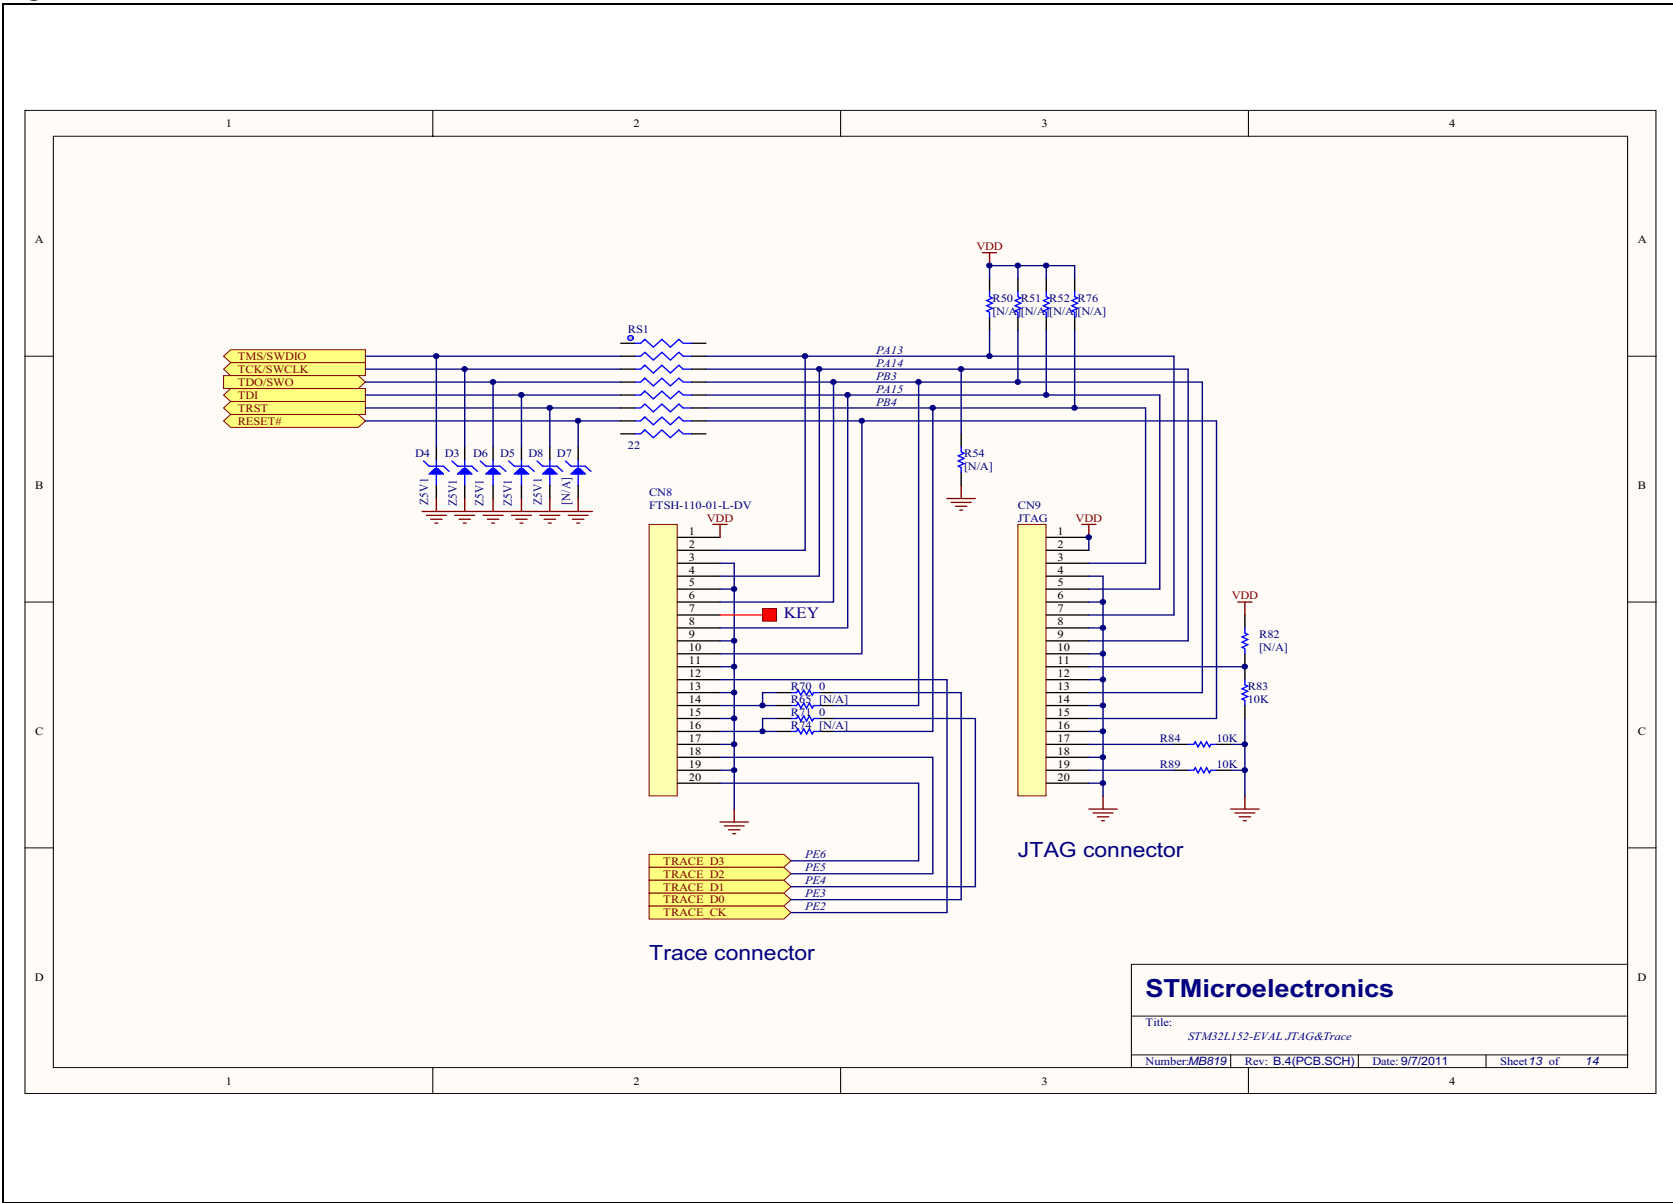 1 2 3 4
A A
VDD
R50 R51 R52 R76
[N/A] [N/A] [N/A] [N/A]
RS1
TMS/SWDIO PA13
TCK/SWCLK PA14
TDO/SWO PB3
TDI PA15
TRST PB4
RESET#
22
D4 D3 D6 D5 D8 D7
Z5V1 Z5V1 Z5V1 Z5V1 Z5V1 [N/A]
R54
[N/A]
B B
CN8
FTSH-110-01-L-DV
VDD
1
2
3
4
5
6
7
8
9
10
11
12
13
14
15
16
17
18
19
20
KEY
R70 0
R65 [N/A]
R71 0
R74 [N/A]
CN9
JTAG
VDD
1
2
3
4
5
6
7
8
9
10
11
12
13
14
15
16
17
18
19
20
VDD
R82
[N/A]
R83
10K
R84 10K
R89 10K
C C
JTAG connector
TRACE_D3 PE6
TRACE_D2 PE5
TRACE_D1 PE4
TRACE_D0 PE3
TRACE_CK PE2
Trace connector
D D
STMicroelectronics
Title:
STM32L152-EVAL JTAG&Trace
Number:MB819 Rev: B.4(PCB.SCH) Date: 9/7/2011 Sheet 13 of 14
1 2 3 4